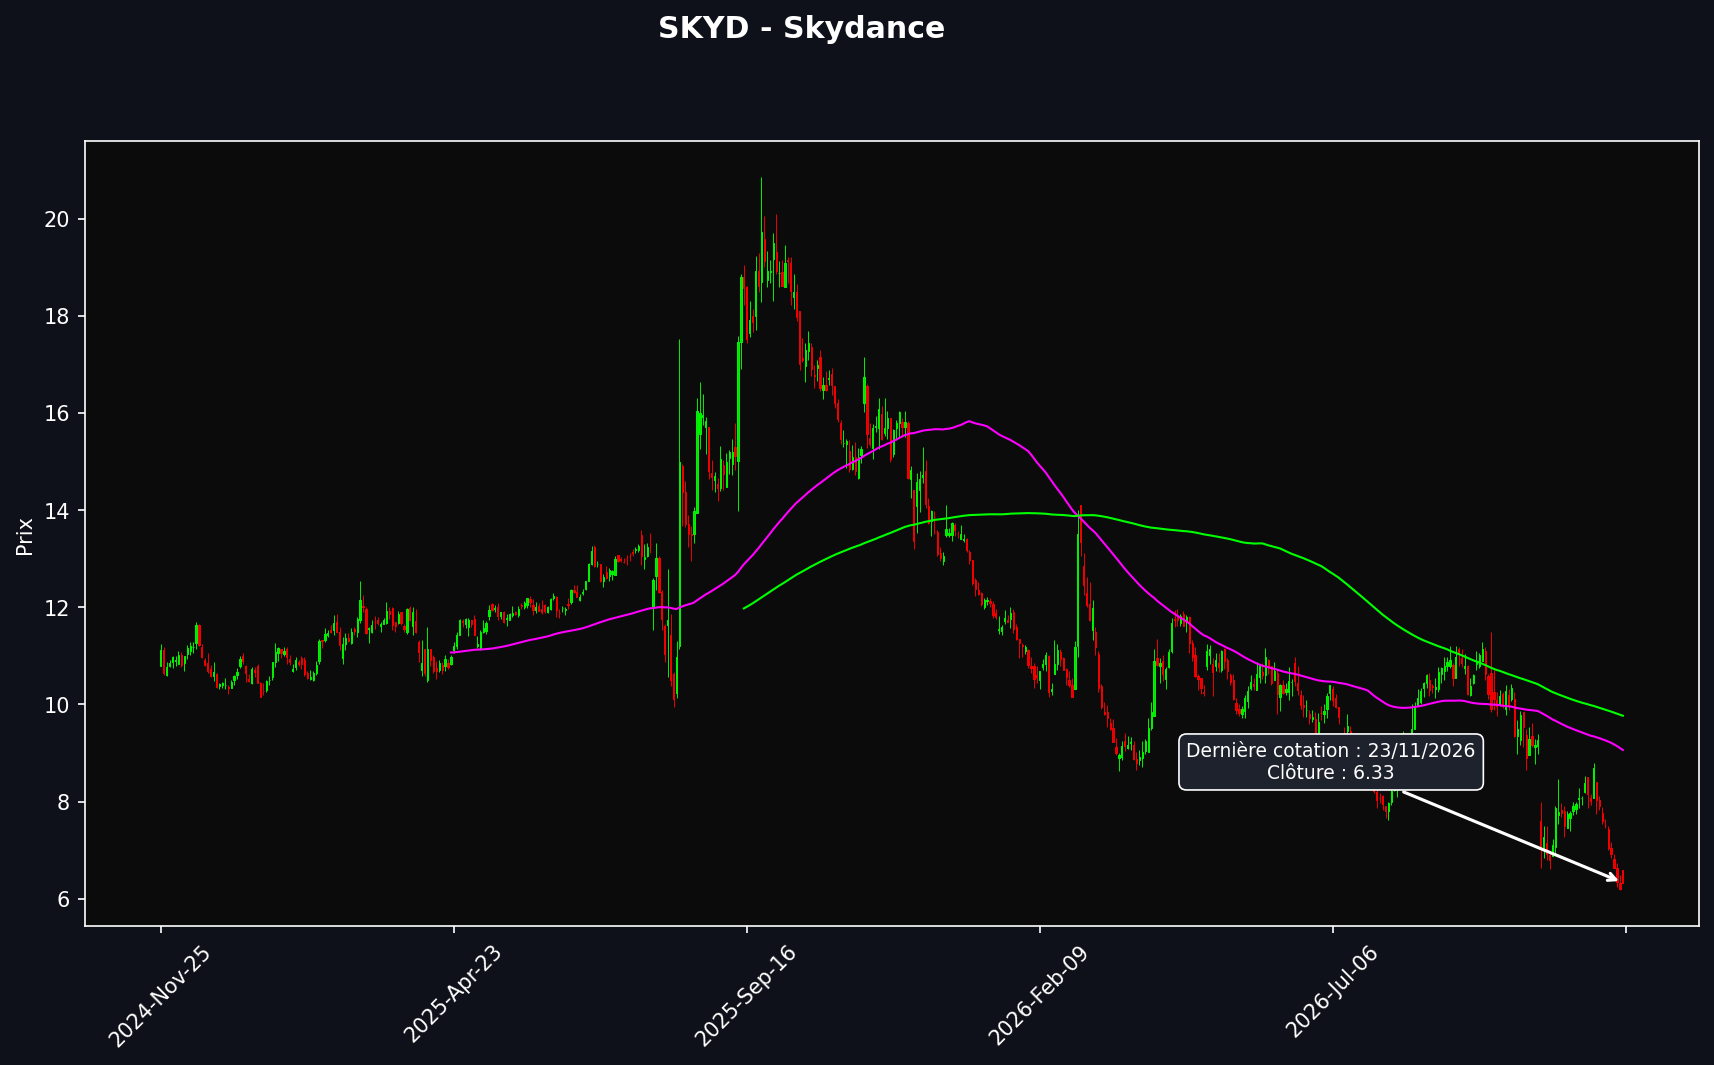 SKYD - Skydance
Prix
20
18
16
14
12
10
8
6
Dernière cotation : 23/11/2026
Clôture : 6.33
2024-Nov-25
2025-Apr-23
2025-Sep-16
2026-Feb-09
2026-Jul-06